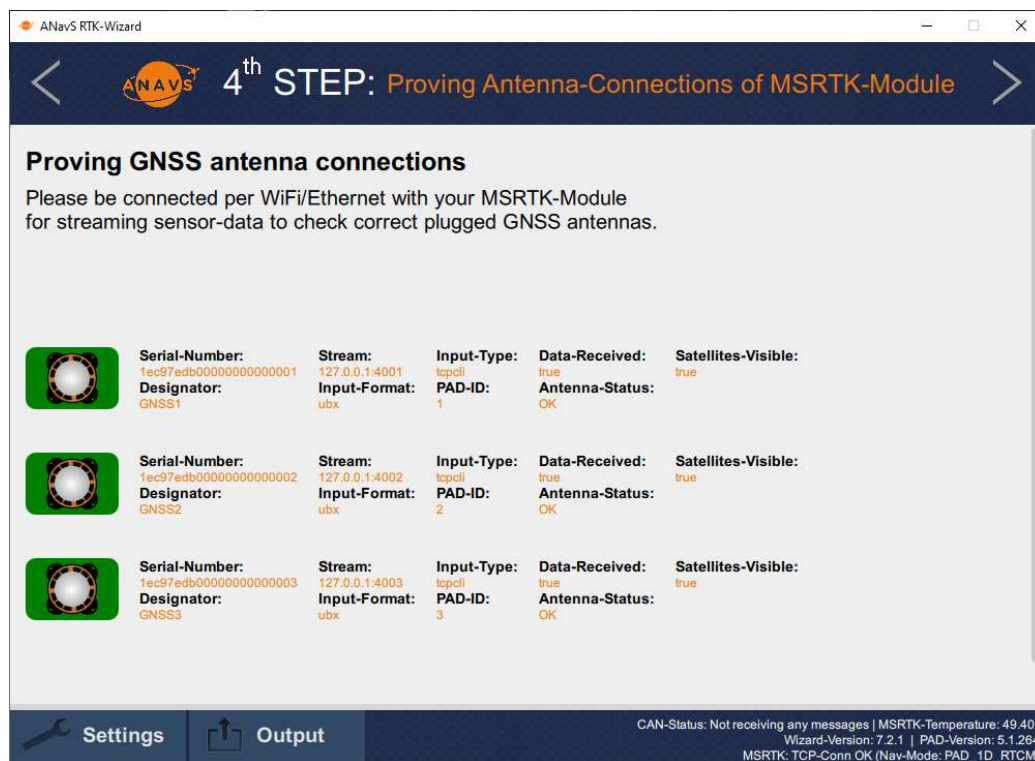 ANavS RTK-Wizard
ANAVS 4th STEP: Proving Antenna-Connections of MSRTK-Module
Proving GNSS antenna connections
Please be connected per WiFi/Ethernet with your MSRTK-Module
for streaming sensor-data to check correct plugged GNSS antennas.
Serial-Number: Stream: Input-Type: Data-Received: Satellites-Visible:
1ec97edb00000000000001 127.0.0.1:4001 tcpcli true true
Designator: Input-Format: PAD-ID: Antenna-Status:
GNSS1 ubx 1 OK
Serial-Number: Stream: Input-Type: Data-Received: Satellites-Visible:
1ec97edb00000000000002 127.0.0.1:4002 tcpcli true true
Designator: Input-Format: PAD-ID: Antenna-Status:
GNSS2 ubx 2 OK
Serial-Number: Stream: Input-Type: Data-Received: Satellites-Visible:
1ec97edb00000000000003 127.0.0.1:4003 tcpcli true true
Designator: Input-Format: PAD-ID: Antenna-Status:
GNSS3 ubx 3 OK
Settings Output
CAN-Status: Not receiving any messages | MSRTK-Temperature: 49.40
Wizard-Version: 7.2.1 | PAD-Version: 5.1.264
MSRTK: TCP-Conn OK (Nav-Mode: PAD_1D_RTCM